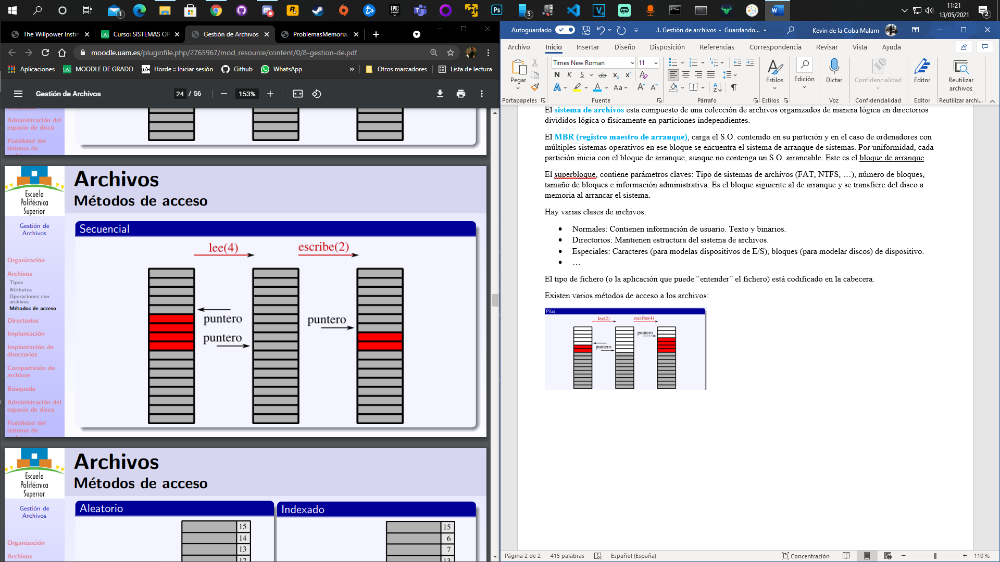 11:21
13/05/2021
The Willpower Instin
Curso: SISTEMAS OP
Gestión de Archivos
ProblemasMemoria.
moodle.uam.es/pluginfile.php/2765967/mod_resource/content/0/8-gestion-de.pdf
Aplicaciones
MOODLE DE GRADO
Horde :: Iniciar sesión
Github
WhatsApp
»
Otros marcadores
Lista de lectura
Gestión de Archivos
24 / 56
153%
Administración del
espacio de disco
Fiabilidad del
sistema de
Escuela
Politécnica
Superior
Archivos
Métodos de acceso
Gestión de
Archivos
Organización
Archivos
Tipos
Atributos
Operaciones con
archivos
Métodos de acceso
Directorios
Implantación
Implantación de
directorios
Compartición de
archivos
Búsqueda
Administración del
espacio de disco
Fiabilidad del
sistema de
Secuencial
lee(4)
escribe(2)
puntero
puntero
puntero
Escuela
Politécnica
Superior
Archivos
Métodos de acceso
Gestión de
Archivos
Organización
Archivos
Aleatorio
15
14
13
12
Indexado
15
6
7
13
Autoguardado
3. Gestión de archivos - Guardando...
Kevin de la Coba Malam
Archivo
Inicio
Insertar
Diseño
Disposición
Referencias
Correspondencia
Revisar
Vista
Ayuda
Pegar
Times New Roman
11
N K S ab x₂ x²
Aa
Estilos
Edición
Dictar
Confidencialidad
Editor
Reutilizar
archivos
Portapapeles
Fuente
Párrafo
Estilos
Voz
Confidencialidad
Editor
Reutilizar archi...
El sistema de archivos esta compuesto de una colección de archivos organizados de manera lógica en directorios
divididos lógica o físicamente en particiones independientes.
El MBR (registro maestro de arranque), carga el S.O. contenido en su partición y en el caso de ordenadores con
múltiples sistemas operativos en ese bloque se encuentra el sistema de arranque de sistemas. Por uniformidad, cada
partición inicia con el bloque de arranque, aunque no contenga un S.O. arrancable. Este es el bloque de arranque.
El superbloque, contiene parámetros claves: Tipo de sistemas de archivos (FAT, NTFS, …), número de bloques,
tamaño de bloques e información administrativa. Es el bloque siguiente al de arranque y se transfiere del disco a
memoria al arrancar el sistema.
Hay varias clases de archivos:
• Normales: Contienen información de usuario. Texto y binarios.
• Directorios: Mantienen estructura del sistema de archivos.
• Especiales: Caracteres (para modelas dispositivos de E/S), bloques (para modelar discos) de dispositivo.
• …
El tipo de fichero (o la aplicación que puede “entender” el fichero) está codificado en la cabecera.
Existen varios métodos de acceso a los archivos:
Pilas
lee(2)
escribe(4)
puntero
puntero
Página 2 de 2
415 palabras
Español (España)
Concentración
110 %